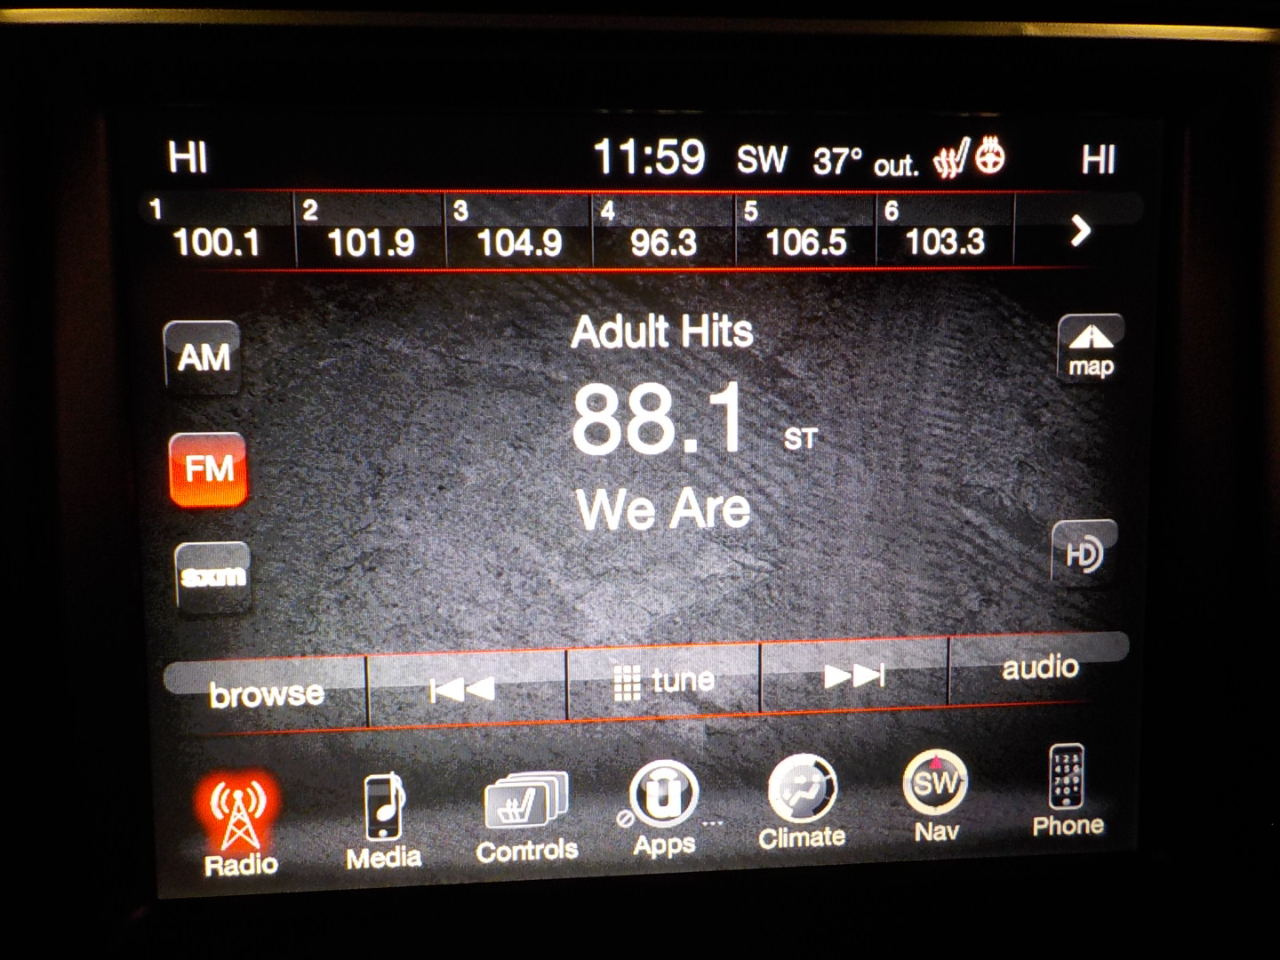 HI 11:59 SW 37° out. HI
1 2 3 4 5 6
100.1 101.9 104.9 96.3 106.5 103.3
Adult Hits
AM
map
88.1 ST
FM
We Are
HD
sxm
browse tune audio
SW
ū
Radio Media Controls Apps ... Climate Nav Phone